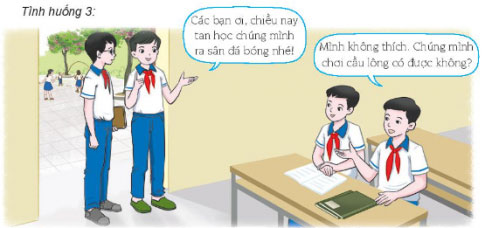 Tình huống 3:
Các bạn ơi, chiều nay
tan học chúng mình
ra sân đá bóng nhé!
Mình không thích. Chúng mình
chơi cầu lông có được không?